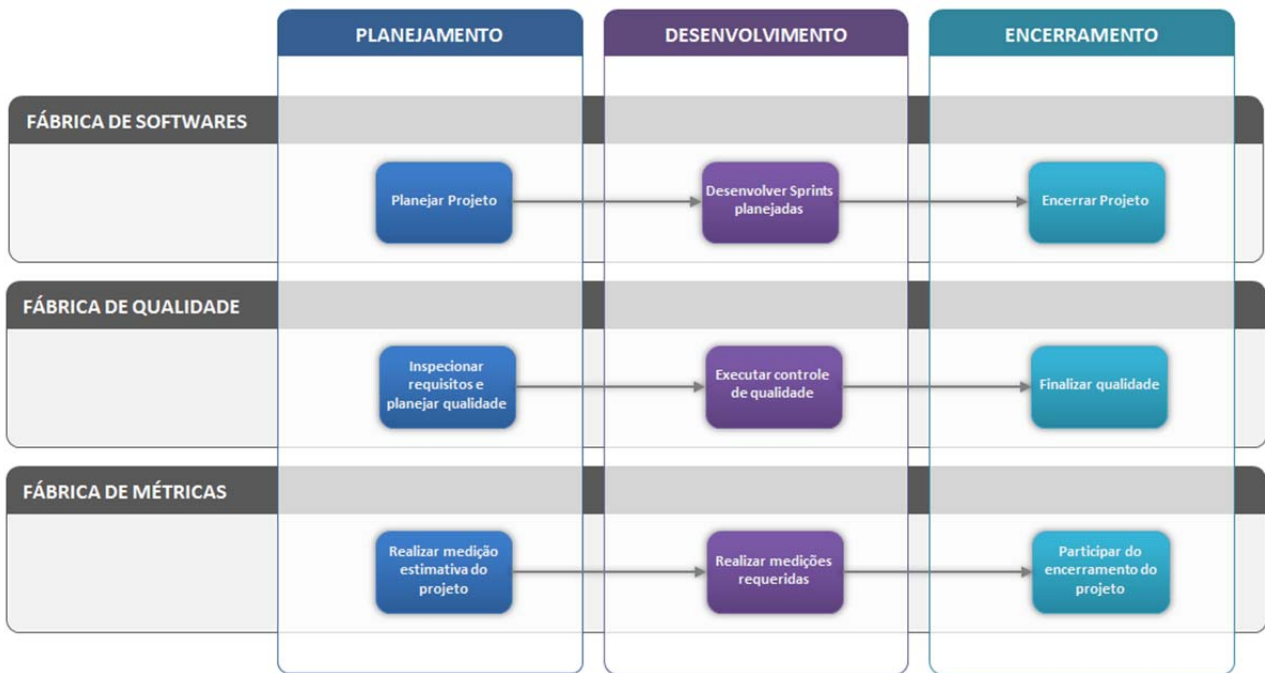 PLANEJAMENTO
DESENVOLVIMENTO
ENCERRAMENTO
FÁBRICA DE SOFTWARES
Planejar Projeto
Desenvolver Sprints
planejadas
Encerrar Projeto
FÁBRICA DE QUALIDADE
Inspecionar
requisitos e
planejar qualidade
Executar controle
de qualidade
Finalizar qualidade
FÁBRICA DE MÉTRICAS
Realizar medição
estimativa do
projeto
Realizar medições
requeridas
Participar do
encerramento do
projeto